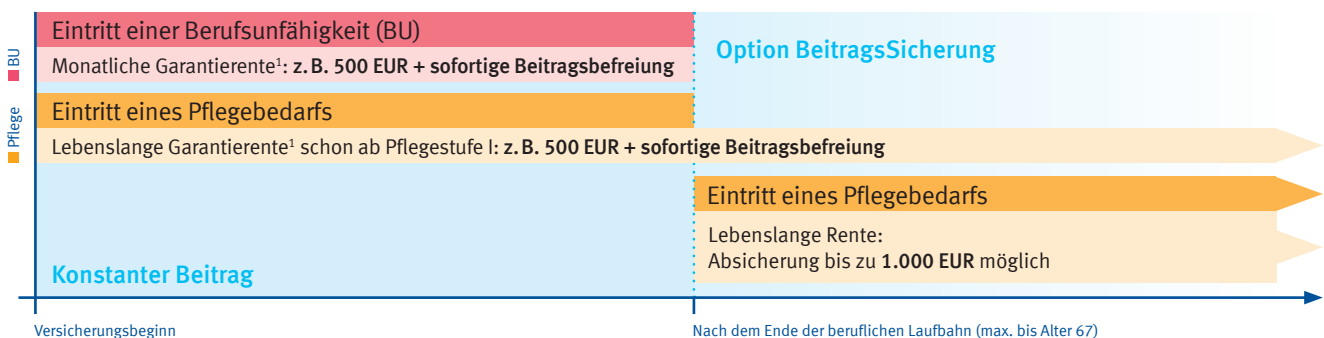 BU
Pflege
Eintritt einer Berufsunfähigkeit (BU)
Monatliche Garantierente¹: z. B. 500 EUR + sofortige Beitragsbefreiung
Option BeitragsSicherung
Eintritt eines Pflegebedarfs
Lebenslange Garantierente¹ schon ab Pflegestufe I: z. B. 500 EUR + sofortige Beitragsbefreiung
Eintritt eines Pflegebedarfs
Lebenslange Rente:
Absicherung bis zu 1.000 EUR möglich
Konstanter Beitrag
Versicherungsbeginn
Nach dem Ende der beruflichen Laufbahn (max. bis Alter 67)